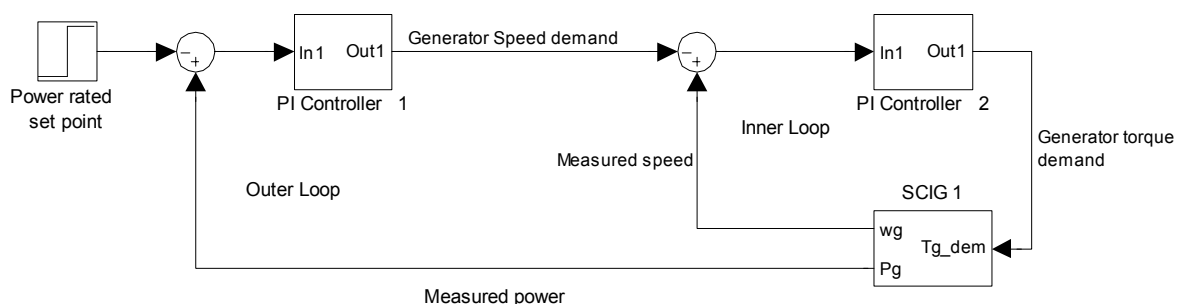 Power rated
set point
−
+
In1
Out1
PI Controller 1
Generator Speed demand
−
+
In1
Out1
PI Controller 2
Generator torque
demand
Inner Loop
Measured speed
Outer Loop
SCIG 1
wg
Tg_dem
Pg
Measured power